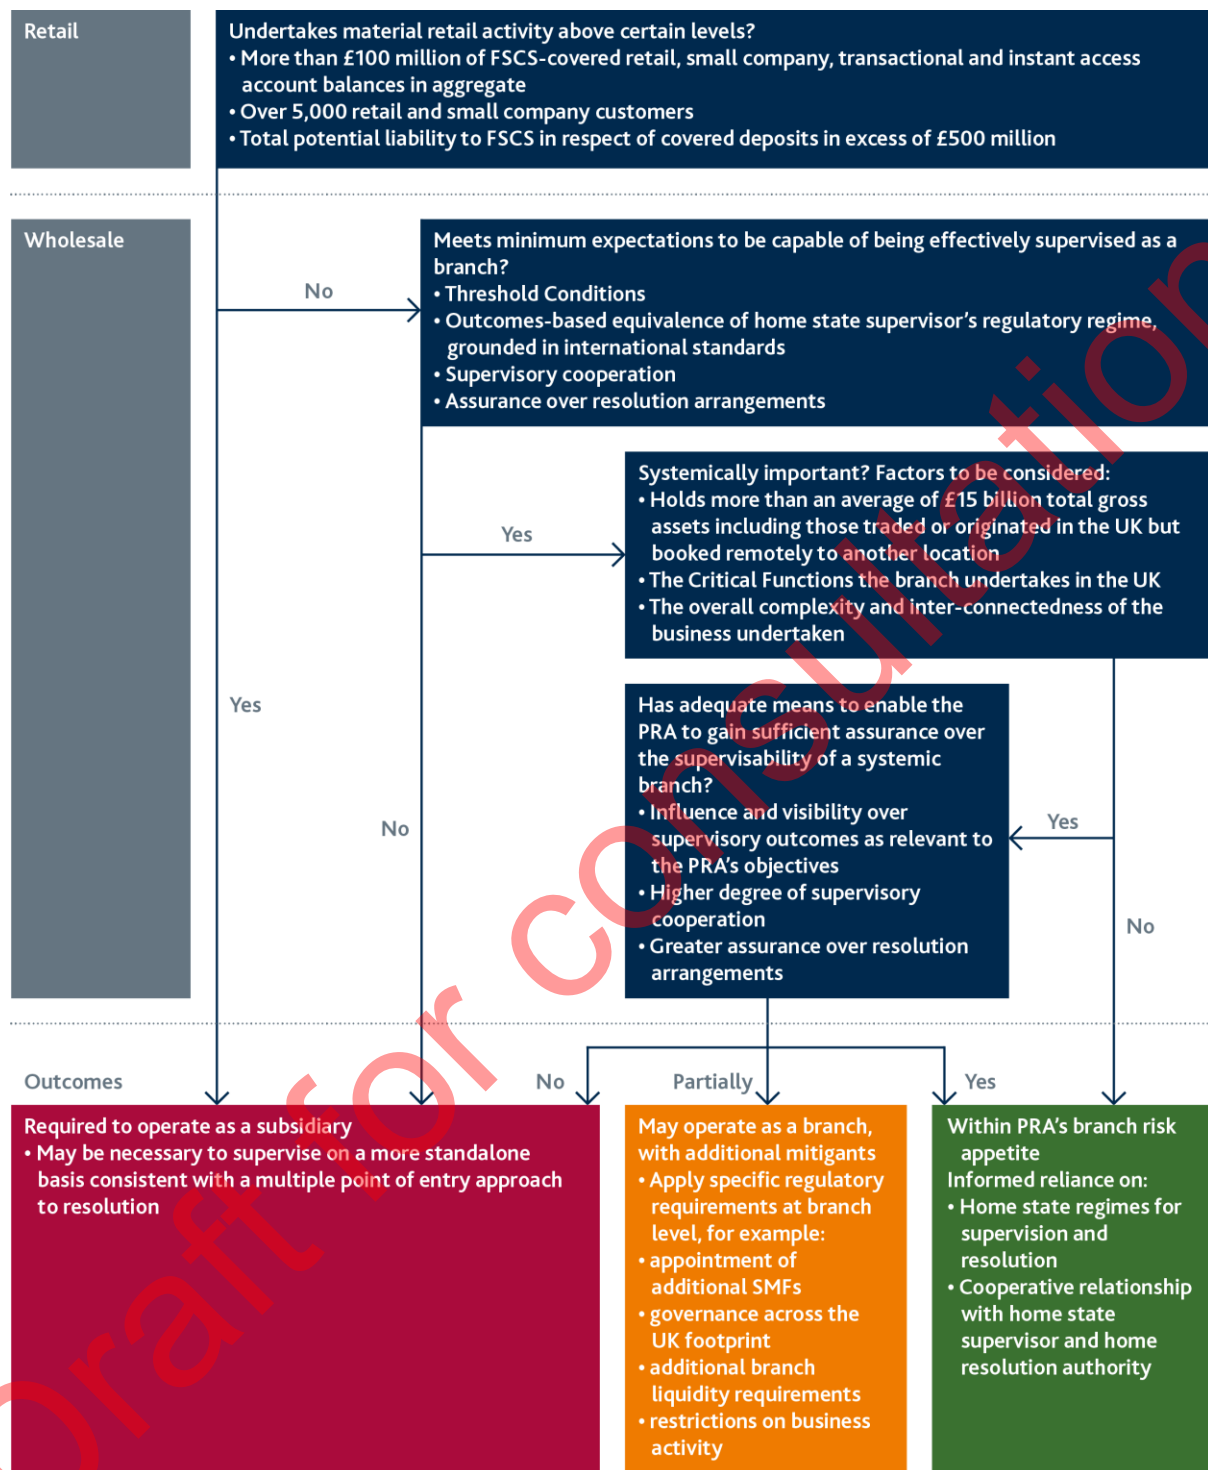 Retail
Undertakes material retail activity above certain levels?
• More than £100 million of FSCS-covered retail, small company, transactional and instant access
account balances in aggregate
• Over 5,000 retail and small company customers
• Total potential liability to FSCS in respect of covered deposits in excess of £500 million
Wholesale
Meets minimum expectations to be capable of being effectively supervised as a
branch?
• Threshold Conditions
• Outcomes-based equivalence of home state supervisor’s regulatory regime,
grounded in international standards
• Supervisory cooperation
• Assurance over resolution arrangements
No
Systemically important? Factors to be considered:
• Holds more than an average of £15 billion total gross
assets including those traded or originated in the UK but
booked remotely to another location
• The Critical Functions the branch undertakes in the UK
• The overall complexity and inter-connectedness of the
business undertaken
Yes
Has adequate means to enable the
PRA to gain sufficient assurance over
the supervisability of a systemic
branch?
• Influence and visibility over
supervisory outcomes as relevant to
the PRA’s objectives
• Higher degree of supervisory
cooperation
• Greater assurance over resolution
arrangements
Yes
No
Yes
No
Outcomes
No
Partially
Yes
Required to operate as a subsidiary
• May be necessary to supervise on a more standalone
basis consistent with a multiple point of entry approach
to resolution
May operate as a branch,
with additional mitigants
• Apply specific regulatory
requirements at branch
level, for example:
• appointment of
additional SMFs
• governance across the
UK footprint
• additional branch
liquidity requirements
• restrictions on business
activity
Within PRA’s branch risk
appetite
Informed reliance on:
• Home state regimes for
supervision and
resolution
• Cooperative relationship
with home state
supervisor and home
resolution authority
Draft for consultation